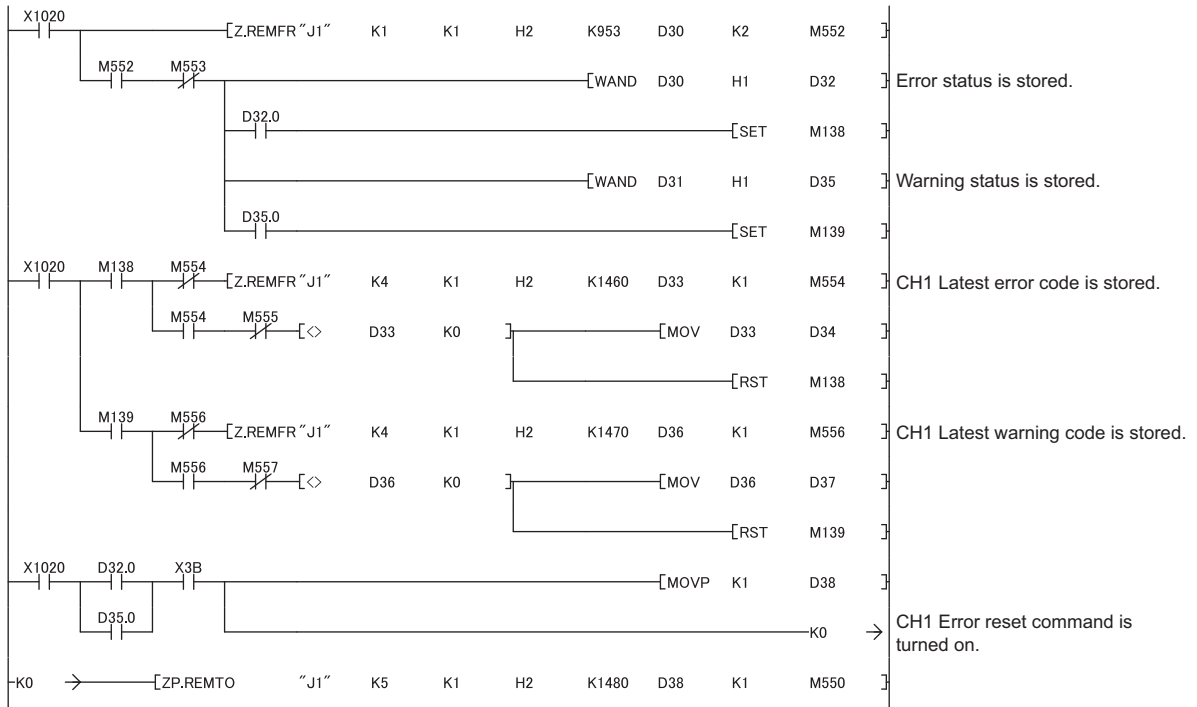 X1020
[Z.REMFR "J1" K1 K1 H2 K953 D30 K2 M552 ]
M552 M553
[WAND D30 H1 D32 ] Error status is stored.
D32.0
[SET M138 ]
[WAND D31 H1 D35 ] Warning status is stored.
D35.0
[SET M139 ]
X1020 M138 M554
[Z.REMFR "J1" K4 K1 H2 K1460 D33 K1 M554 ] CH1 Latest error code is stored.
M554 M555
[<> D33 K0 ] [MOV D33 D34 ]
[RST M138 ]
M139 M556
[Z.REMFR "J1" K4 K1 H2 K1470 D36 K1 M556 ] CH1 Latest warning code is stored.
M556 M557
[<> D36 K0 ] [MOV D36 D37 ]
[RST M139 ]
X1020 D32.0 X3B
[MOVP K1 D38 ]
D35.0
K0 CH1 Error reset command is
turned on.
K0 [ZP.REMTO "J1" K5 K1 H2 K1480 D38 K1 M550 ]